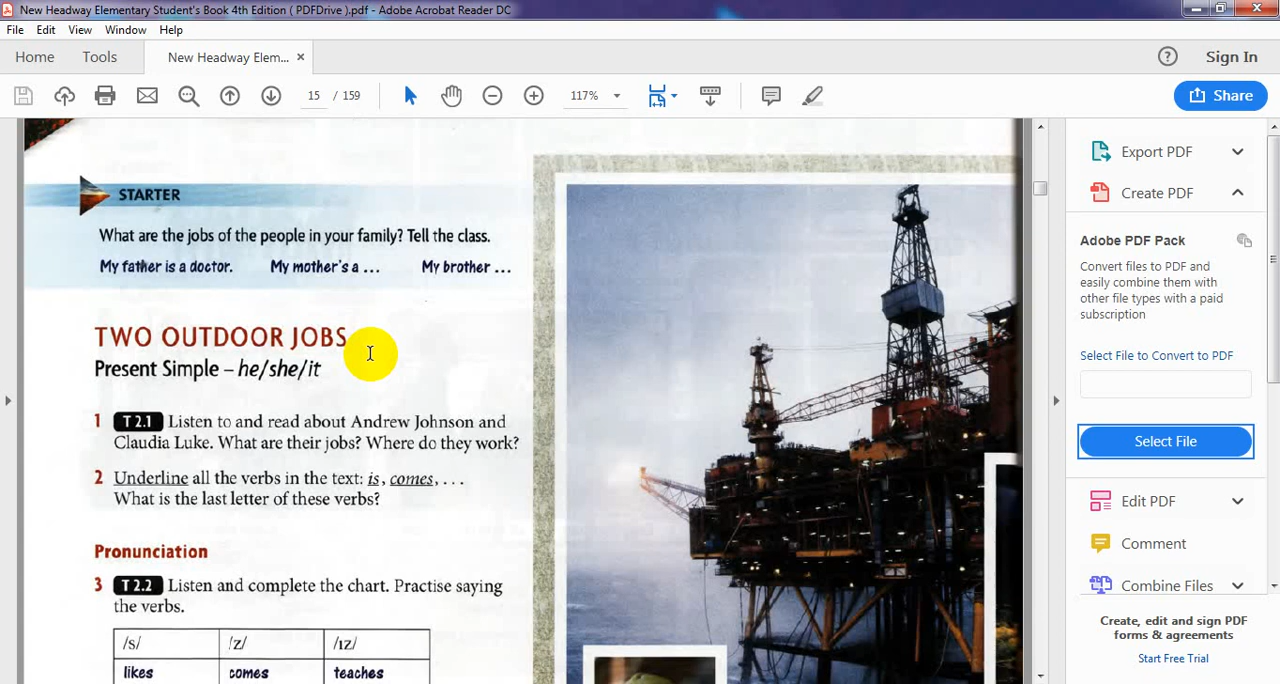 New Headway Elementary Student's Book 4th Edition ( PDFDrive ).pdf - Adobe Acrobat Reader DC
File Edit View Window Help
Home Tools New Headway Elem... ×
? Sign In
15 / 159 117% Share
STARTER
What are the jobs of the people in your family? Tell the class.
My father is a doctor. My mother's a ... My brother ...
TWO OUTDOOR JOBS
Present Simple – he/she/it
1 T 2.1 Listen to and read about Andrew Johnson and
Claudia Luke. What are their jobs? Where do they work?
2 Underline all the verbs in the text: is, comes, . . .
What is the last letter of these verbs?
Pronunciation
3 T 2.2 Listen and complete the chart. Practise saying
the verbs.
/s/ /z/ /ɪz/
likes comes teaches
Export PDF
Create PDF
Adobe PDF Pack
Convert files to PDF and
easily combine them with
other file types with a paid
subscription
Select File to Convert to PDF
Select File
Edit PDF
Comment
Combine Files
Create, edit and sign PDF
forms & agreements
Start Free Trial